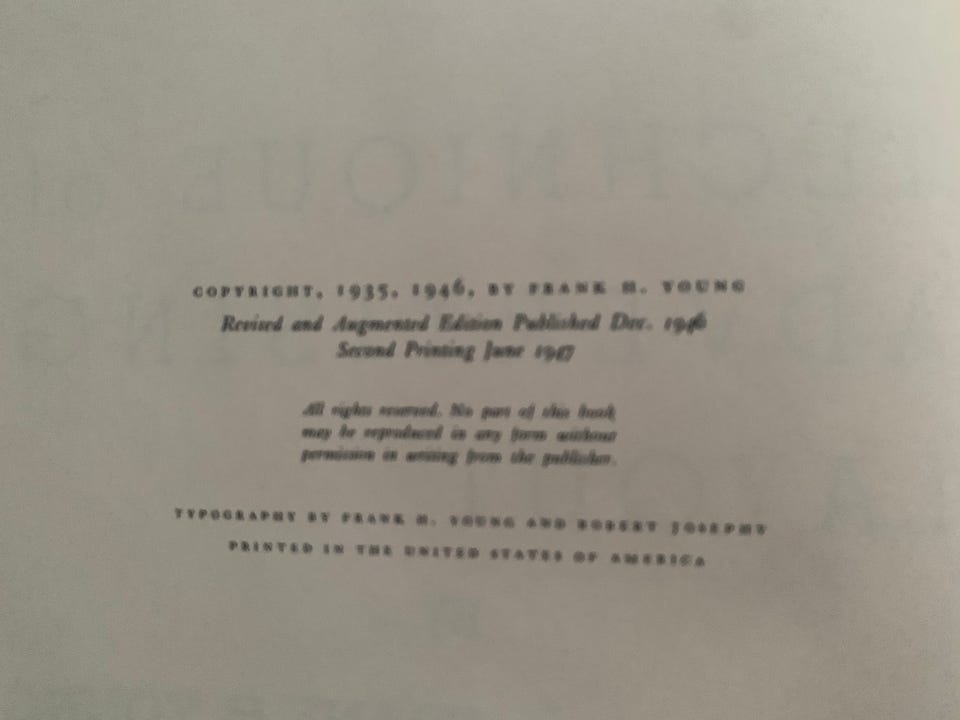 COPYRIGHT, 1935, 1946, BY FRANK H. YOUNG
Revised and Augmented Edition Published Dec. 1946
Second Printing June 1947
All rights reserved. No part of this book
may be reproduced in any form without
permission in writing from the publisher.
TYPOGRAPHY BY FRANK H. YOUNG AND ROBERT JOSEPHY
PRINTED IN THE UNITED STATES OF AMERICA